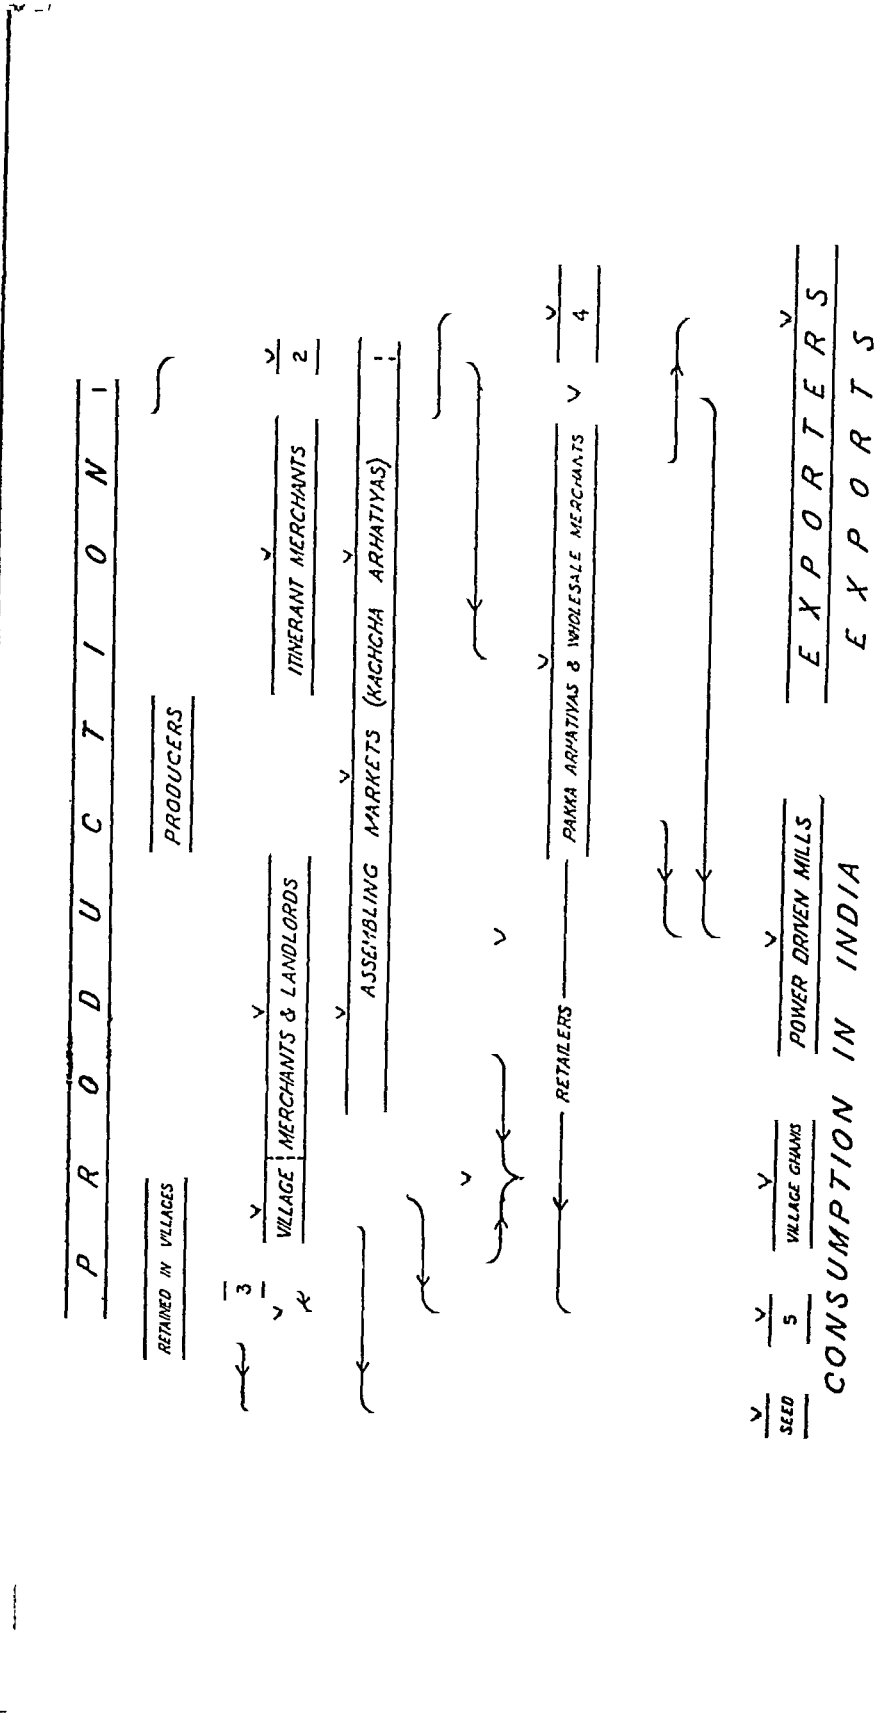 PRODUCTION
RETAINED IN VILLAGES
PRODUCERS
3
VILLAGE MERCHANTS & LANDLORDS
ITINERANT MERCHANTS
2
ASSEMBLING MARKETS (KACHCHA ARHATIYAS)
RETAILERS
PAKKA ARHATIYAS & WHOLESALE MERCHANTS
4
SEED
5
VILLAGE GHANIS
POWER DRIVEN MILLS
EXPORTERS
CONSUMPTION IN INDIA
EXPORTS